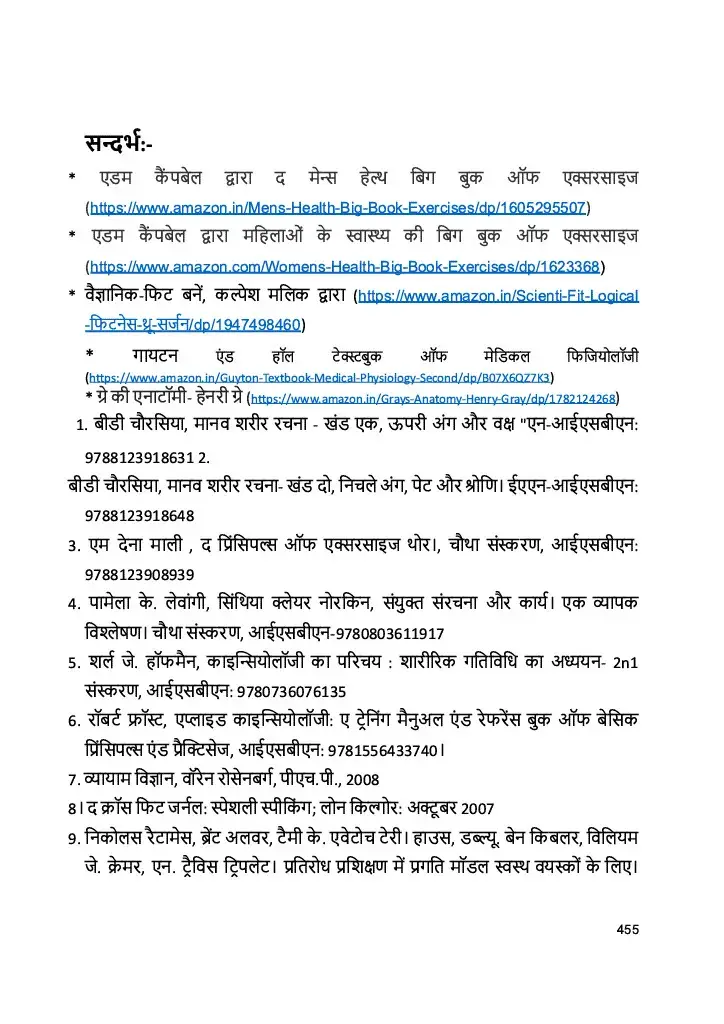 सन्दर्भ:-
* एडम कैंपबेल द्वारा द मेन्स हेल्थ बिग बुक ऑफ एक्सरसाइज
(https://www.amazon.in/Mens-Health-Big-Book-Exercises/dp/1605295507)
* एडम कैंपबेल द्वारा महिलाओं के स्वास्थ्य की बिग बुक ऑफ एक्सरसाइज
(https://www.amazon.com/Womens-Health-Big-Book-Exercises/dp/1623368)
* वैज्ञानिक-फिट बनें, कल्पेश मलिक द्वारा (https://www.amazon.in/Scienti-Fit-Logical
-फिटनेस-थ्रू-सर्जन/dp/1947498460)
* गायटन एंड हॉल टेक्स्टबुक ऑफ मेडिकल फिजियोलॉजी
(https://www.amazon.in/Guyton-Textbook-Medical-Physiology-Second/dp/B07X6QZ7K3)
* ग्रे की एनाटॉमी- हेनरी ग्रे (https://www.amazon.in/Grays-Anatomy-Henry-Gray/dp/1782124268)
1. बीडी चौरसिया, मानव शरीर रचना - खंड एक, ऊपरी अंग और वक्ष "एन-आईएसबीएन:
9788123918631 2.
बीडी चौरसिया, मानव शरीर रचना- खंड दो, निचले अंग, पेट और श्रोणि। ईएएन-आईएसबीएन:
9788123918648
3. एम देना माली , द प्रिंसिपल्स ऑफ एक्सरसाइज थोर।, चौथा संस्करण, आईएसबीएन:
9788123908939
4. पामेला के. लेवांगी, सिंथिया क्लेयर नोरकिन, संयुक्त संरचना और कार्य। एक व्यापक
विश्लेषण। चौथा संस्करण, आईएसबीएन-9780803611917
5. शर्ल जे. हॉफमैन, काइन्सियोलॉजी का परिचय : शारीरिक गतिविधि का अध्ययन- 2n1
संस्करण, आईएसबीएन: 9780736076135
6. रॉबर्ट फ्रॉस्ट, एप्लाइड काइन्सियोलॉजी: ए ट्रेनिंग मैनुअल एंड रेफरेंस बुक ऑफ बेसिक
प्रिंसिपल्स एंड प्रैक्टिसेज, आईएसबीएन: 9781556433740।
7. व्यायाम विज्ञान, वॉरेन रोसेनबर्ग, पीएच.पी., 2008
8। द क्रॉस फिट जर्नल: स्पेशली स्पीकिंग; लोन किल्गोर: अक्टूबर 2007
9. निकोलस रैटामेस, ब्रेंट अलवर, टैमी के. एवेटोच टेरी। हाउस, डब्ल्यू. बेन किबलर, विलियम
जे. क्रेमर, एन. ट्रैविस ट्रिपलेट। प्रतिरोध प्रशिक्षण में प्रगति मॉडल स्वस्थ वयस्कों के लिए।
455